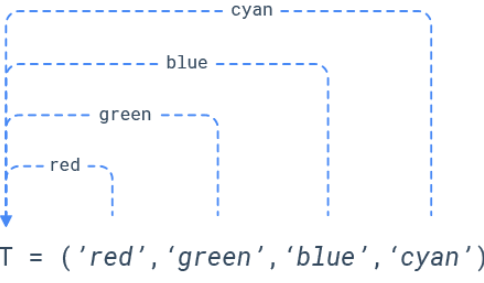 cyan
blue
green
red
T = (’red’,‘green’,‘blue’,‘cyan’)